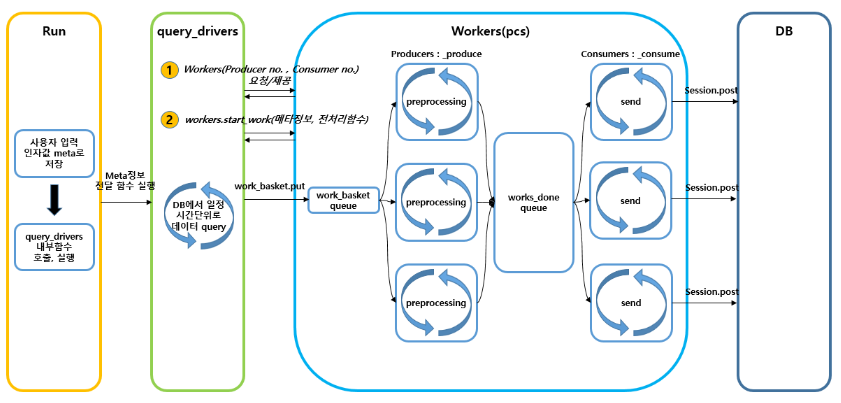 Run
사용자 입력
인자값 meta로
저장
query_drivers
내부함수
호출, 실행
Meta정보
전달 함수 실행
query_drivers
1 Workers(Producer no. , Consumer no.)
요청/제공
2 workers.start_work(메타정보, 전처리함수)
DB에서 일정
시간단위로
데이터 query
work_basket.put
Workers(pcs)
work_basket
queue
Producers : _produce
preprocessing
preprocessing
preprocessing
works_done
queue
Consumers : _consume
send
send
send
Session.post
Session.post
Session.post
DB